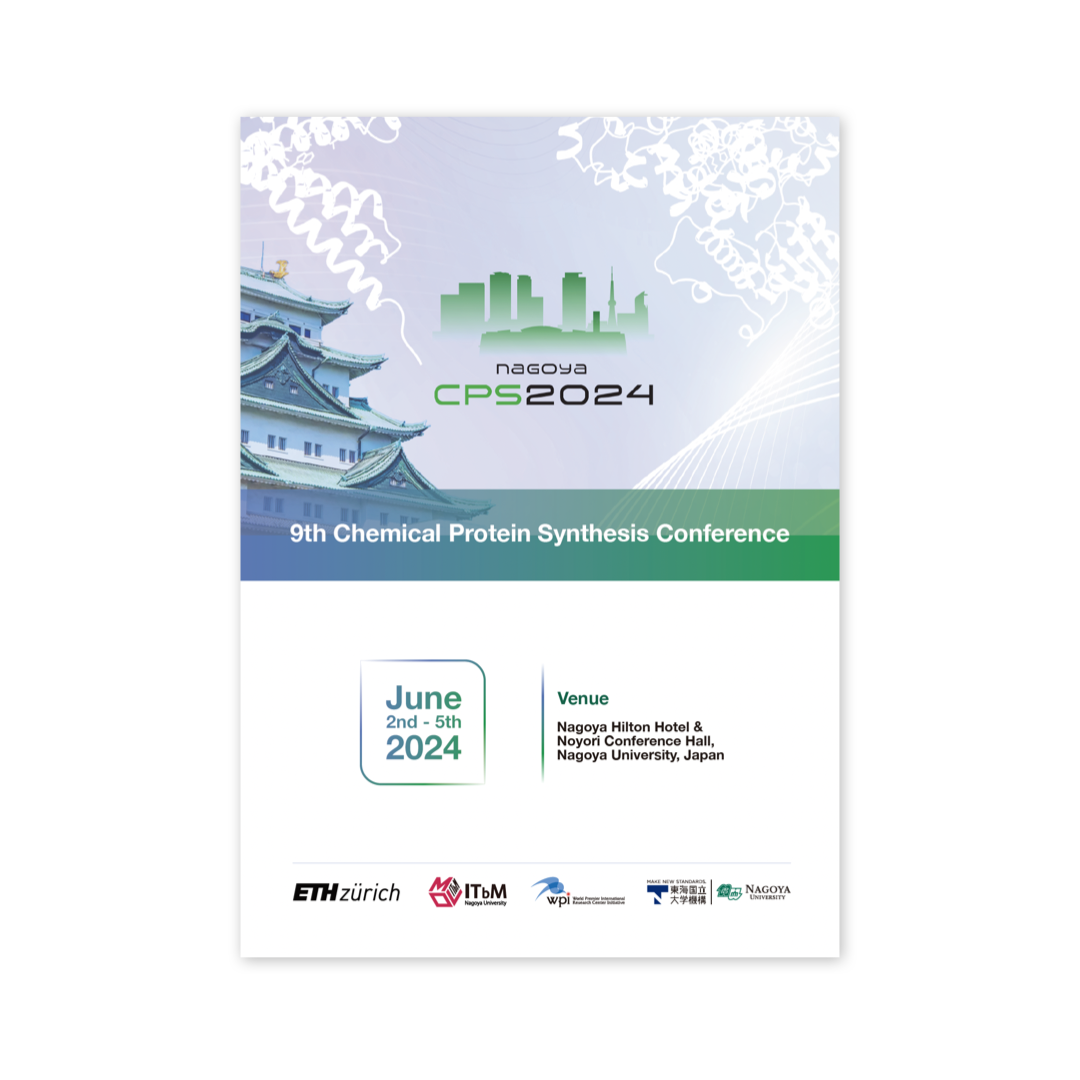 nagoya
CPS2024
9th Chemical Protein Synthesis Conference
June
2nd - 5th
2024
Venue
Nagoya Hilton Hotel &
Noyori Conference Hall,
Nagoya University, Japan
ETH zürich
ITbM
Nagoya University
wpi
World Premier International
Research Center Initiative
MAKE NEW STANDARDS.
東海国立
大学機構
NAGOYA
UNIVERSITY